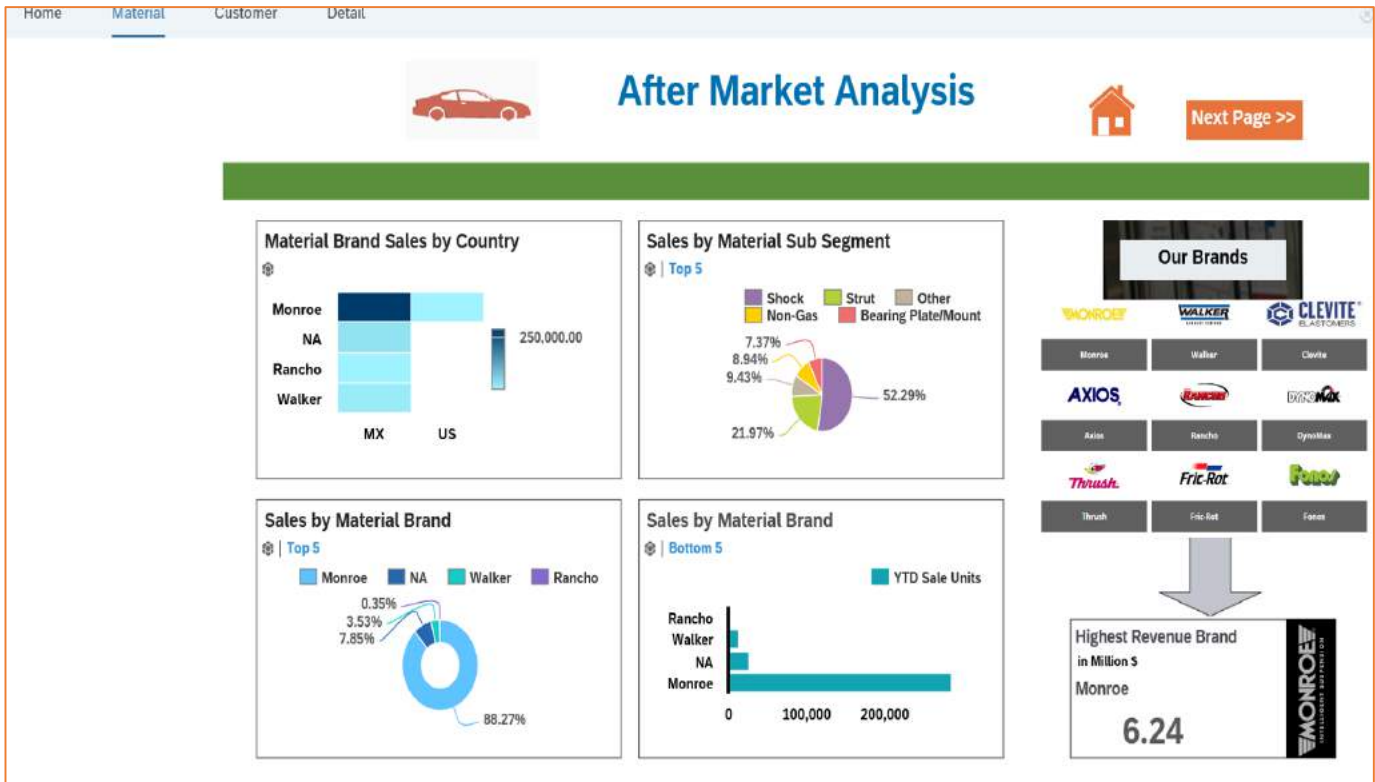 Home Material Customer Detail
After Market Analysis
Next Page >>
Material Brand Sales by Country
Monroe
NA
Rancho
Walker
MX US
250,000.00
Sales by Material Sub Segment
Top 5
Shock Strut Other
Non-Gas Bearing Plate/Mount
7.37%
8.94%
9.43%
52.29%
21.97%
Our Brands
MONROE WALKER CLEVITE
ELASTOMERS
Monroe Walker Clevite
AXIOS RANCHO DYNOMAX
Axios Rancho DynoMax
Thrush Fric-Rot Fonos
Thrush Fric-Rot Fonos
Sales by Material Brand
Top 5
Monroe NA Walker Rancho
0.35%
3.53%
7.85%
88.27%
Sales by Material Brand
Bottom 5
YTD Sale Units
Rancho
Walker
NA
Monroe
0 100,000 200,000
Highest Revenue Brand
in Million $
Monroe
6.24
MONROE
INTELLIGENT SUSPENSION